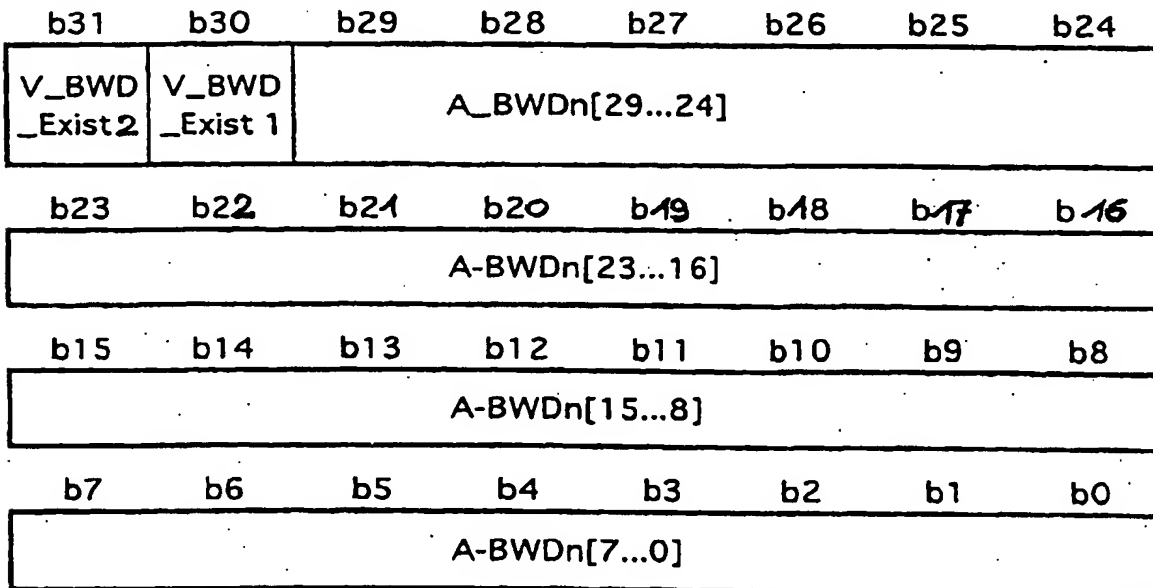 b31 b30 b29 b28 b27 b26 b25 b24
V_BWD V_BWD
_Exist2 _Exist 1 A_BWDn[29...24]
b23 b22 b21 b20 b19 b18 b17 b16
A-BWDn[23...16]
b15 b14 b13 b12 b11 b10 b9 b8
A-BWDn[15...8]
b7 b6 b5 b4 b3 b2 b1 b0
A-BWDn[7...0]